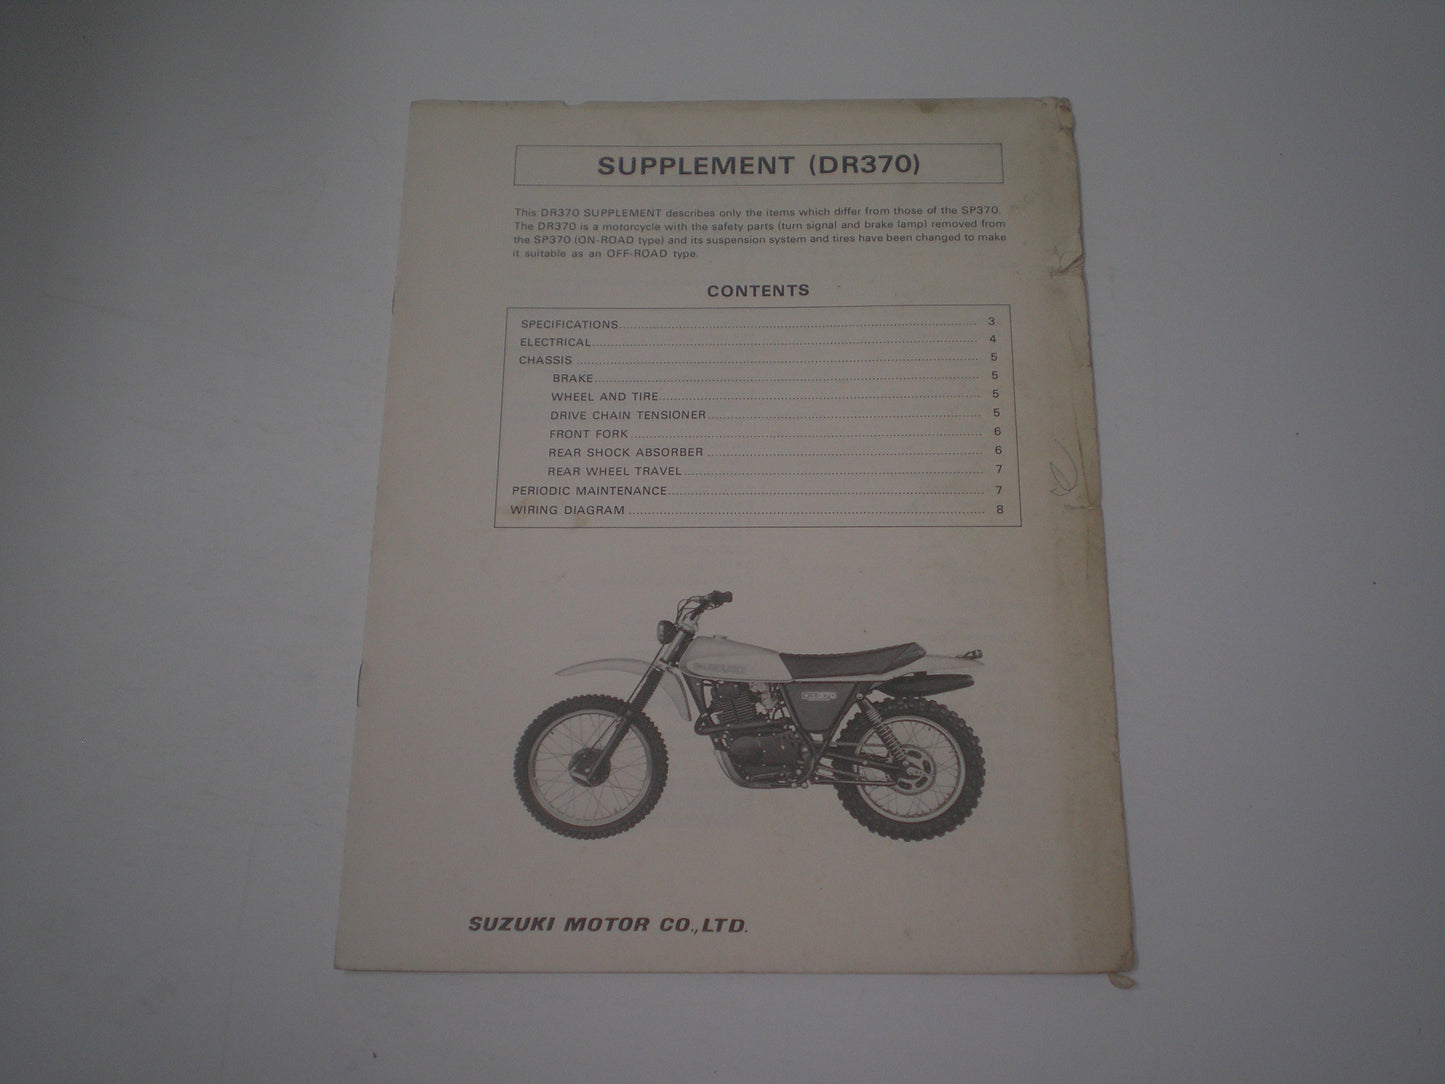 SUPPLEMENT (DR370)
This DR370 SUPPLEMENT describes only the items which differ from those of the SP370.
The DR370 is a motorcycle with the safety parts (turn signal and brake lamp) removed from
the SP370 (ON-ROAD type) and its suspension system and tires have been changed to make
it suitable as an OFF-ROAD type.
CONTENTS
SPECIFICATIONS 3
ELECTRICAL 4
CHASSIS 5
BRAKE 5
WHEEL AND TIRE 5
DRIVE CHAIN TENSIONER 5
FRONT FORK 6
REAR SHOCK ABSORBER 6
REAR WHEEL TRAVEL 7
PERIODIC MAINTENANCE 7
WIRING DIAGRAM 8
SUZUKI
DR370
SUZUKI MOTOR CO.,LTD.